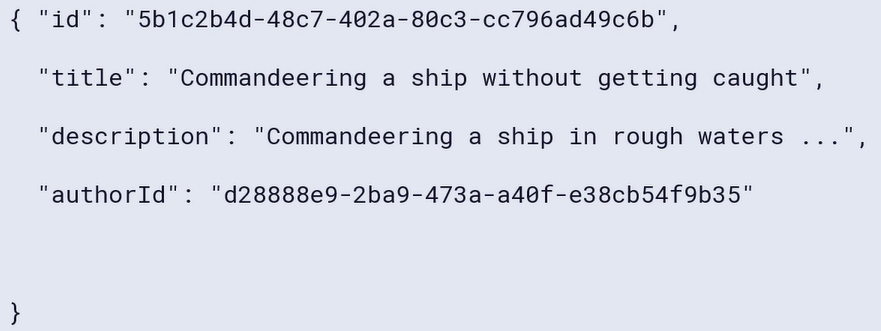 { "id": "5b1c2b4d-48c7-402a-80c3-cc796ad49c6b",
"title": "Commandeering a ship without getting caught",
"description": "Commandeering a ship in rough waters ...",
"authorId": "d28888e9-2ba9-473a-a40f-e38cb54f9b35"
}